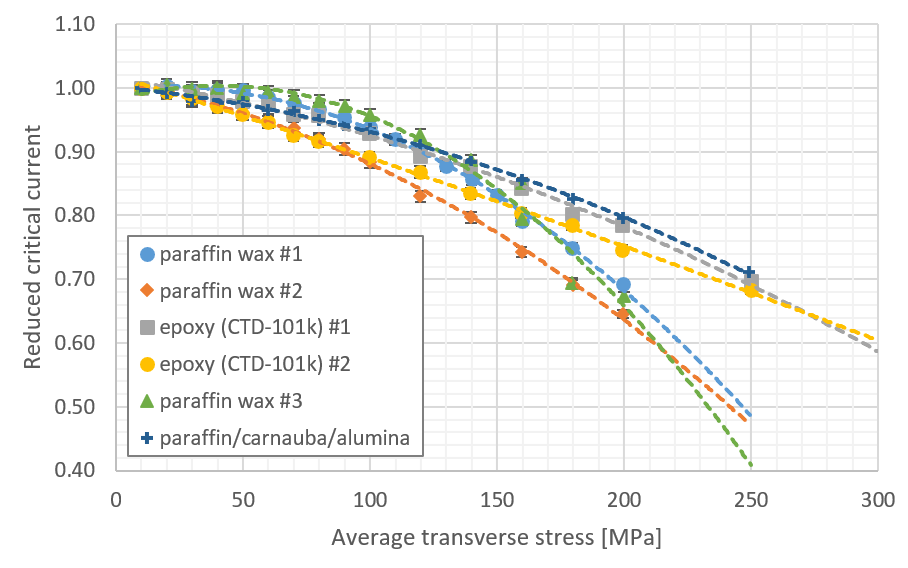 1.10
1.00
0.90
0.80
0.70
0.60
0.50
0.40
Reduced critical current
paraffin wax #1
paraffin wax #2
epoxy (CTD-101k) #1
epoxy (CTD-101k) #2
paraffin wax #3
paraffin/carnauba/alumina
0 50 100 150 200 250 300
Average transverse stress [MPa]